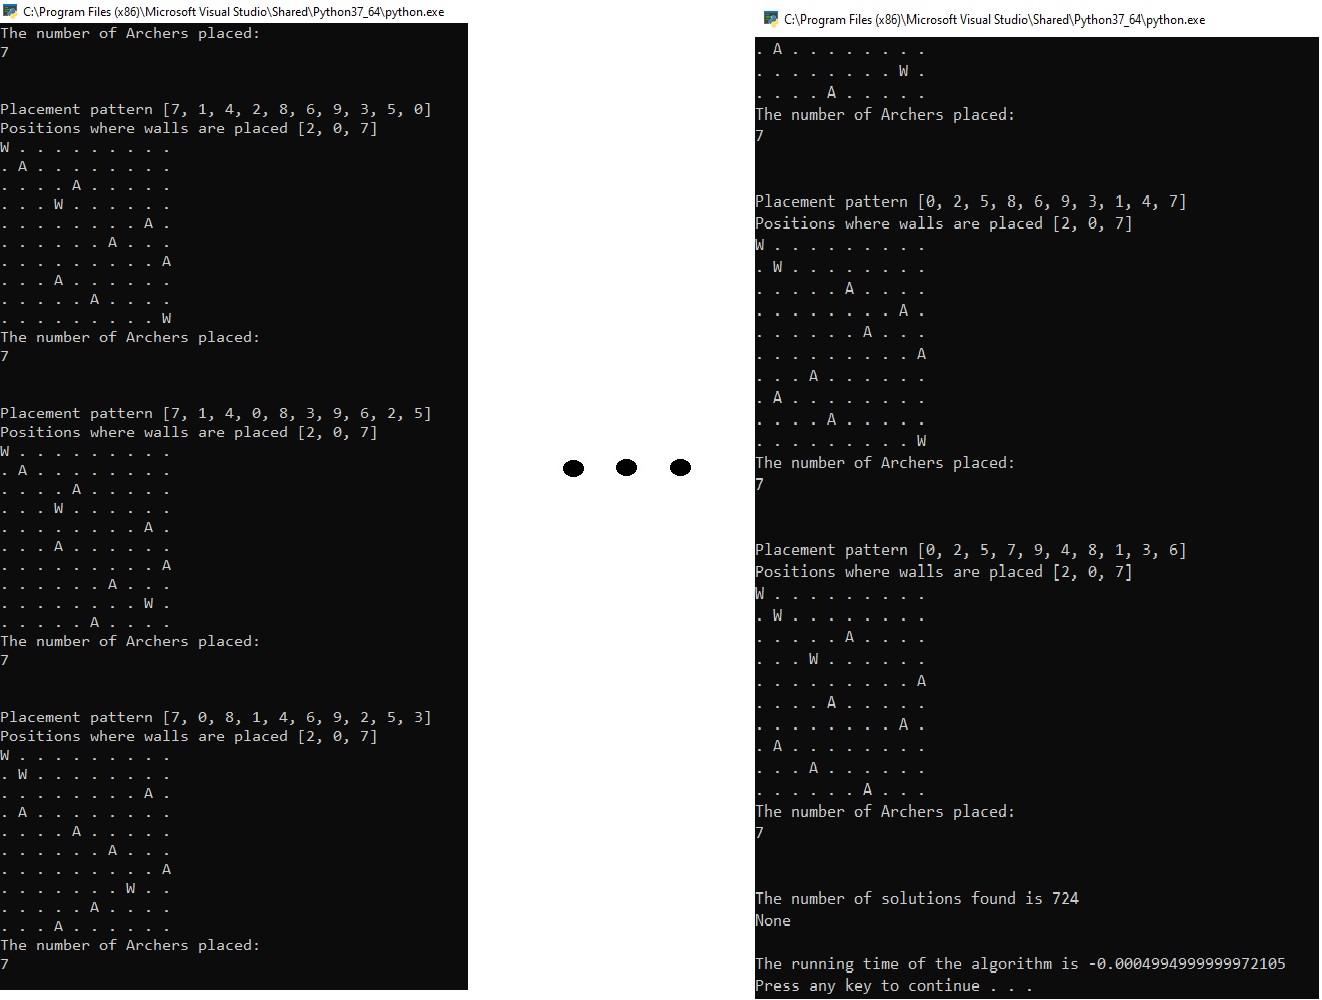 C:\Program Files (x86)\Microsoft Visual Studio\Shared\Python37_64\python.exe
The number of Archers placed:
7
Placement pattern [7, 1, 4, 2, 8, 6, 9, 3, 5, 0]
Positions where walls are placed [2, 0, 7]
W . . . . . . . . .
. A . . . . . . . .
. . . . A . . . . .
. . . W . . . . . .
. . . . . . . . A .
. . . . . . A . . .
. . . . . . . . . A
. . . A . . . . . .
. . . . . A . . . .
. . . . . . . . . W
The number of Archers placed:
7
Placement pattern [7, 1, 4, 0, 8, 3, 9, 6, 2, 5]
Positions where walls are placed [2, 0, 7]
W . . . . . . . . .
. A . . . . . . . .
. . . . A . . . . .
. . . W . . . . . .
. . . . . . . . A .
. . . A . . . . . .
. . . . . . . . . A
. . . . . . A . . .
. . . . . . . . W .
. . . . . A . . . .
The number of Archers placed:
7
Placement pattern [7, 0, 8, 1, 4, 6, 9, 2, 5, 3]
Positions where walls are placed [2, 0, 7]
W . . . . . . . . .
. W . . . . . . . .
. . . . . . . . A .
. A . . . . . . . .
. . . . A . . . . .
. . . . . . A . . .
. . . . . . . . . A
. . . . . . . W . .
. . . . . A . . . .
. . . A . . . . . .
The number of Archers placed:
7
C:\Program Files (x86)\Microsoft Visual Studio\Shared\Python37_64\python.exe
. A . . . . . . . .
. . . . . . . . W .
. . . . A . . . . .
The number of Archers placed:
7
Placement pattern [0, 2, 5, 8, 6, 9, 3, 1, 4, 7]
Positions where walls are placed [2, 0, 7]
W . . . . . . . . .
. W . . . . . . . .
. . . . . A . . . .
. . . . . . . . A .
. . . . . . A . . .
. . . . . . . . . A
. . . A . . . . . .
. A . . . . . . . .
. . . . A . . . . .
. . . . . . . . . W
The number of Archers placed:
7
Placement pattern [0, 2, 5, 7, 9, 4, 8, 1, 3, 6]
Positions where walls are placed [2, 0, 7]
W . . . . . . . . .
. W . . . . . . . .
. . . . . A . . . .
. . . W . . . . . .
. . . . . . . . . A
. . . . A . . . . .
. . . . . . . . A .
. A . . . . . . . .
. . . A . . . . . .
. . . . . . A . . .
The number of Archers placed:
7
The number of solutions found is 724
None
The running time of the algorithm is -0.0004994999999972105
Press any key to continue . . .